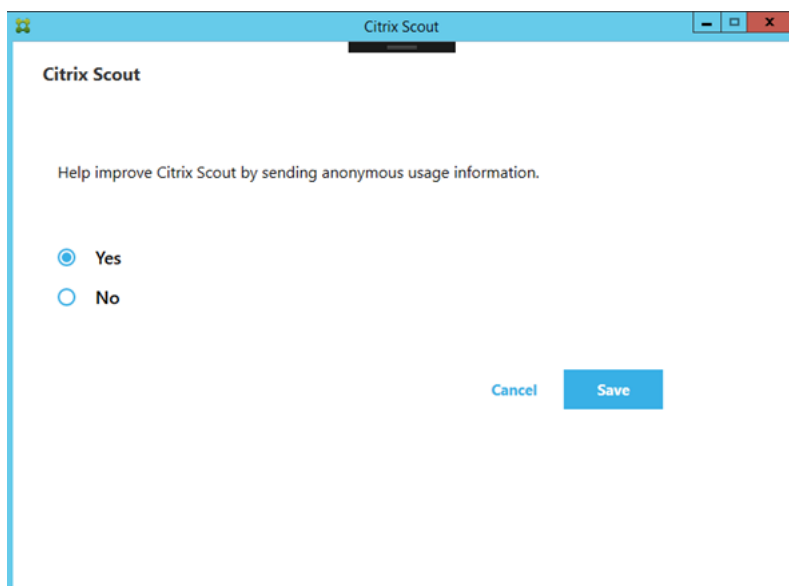 Citrix Scout
Citrix Scout
Help improve Citrix Scout by sending anonymous usage information.
Yes
No
Cancel Save